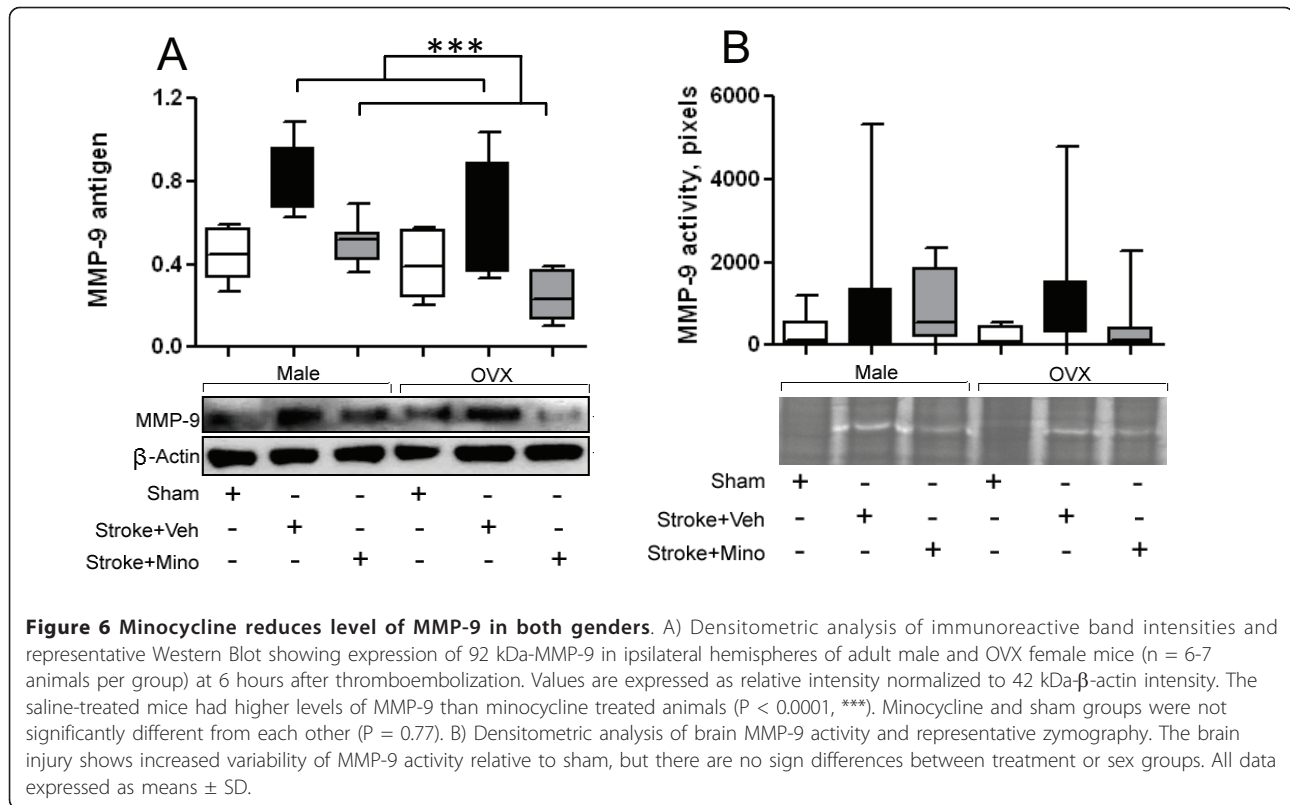 A
***
MMP-9 antigen
1.2
0.8
0.4
0.0
Male OVX
MMP-9
β-Actin
Sham + - - + - -
Stroke+Veh - + - - + -
Stroke+Mino - - + - - +
B
MMP-9 activity, pixels
6000
4000
2000
0
Male OVX
Sham + - - + - -
Stroke+Veh - + - - + -
Stroke+Mino - - + - - +
Figure 6 Minocycline reduces level of MMP-9 in both genders. A) Densitometric analysis of immunoreactive band intensities and
representative Western Blot showing expression of 92 kDa-MMP-9 in ipsilateral hemispheres of adult male and OVX female mice (n = 6-7
animals per group) at 6 hours after thromboembolization. Values are expressed as relative intensity normalized to 42 kDa-β-actin intensity. The
saline-treated mice had higher levels of MMP-9 than minocycline treated animals (P < 0.0001, ***). Minocycline and sham groups were not
significantly different from each other (P = 0.77). B) Densitometric analysis of brain MMP-9 activity and representative zymography. The brain
injury shows increased variability of MMP-9 activity relative to sham, but there are no sign differences between treatment or sex groups. All data
expressed as means ± SD.